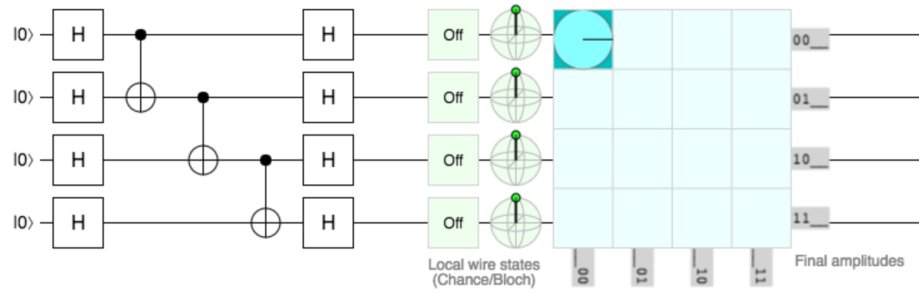 |0⟩ H H Off 00__
|0⟩ H H Off 01__
|0⟩ H H Off 10__
|0⟩ H H Off 11__
__00 __01 __10 __11
Local wire states
(Chance/Bloch)
Final amplitudes